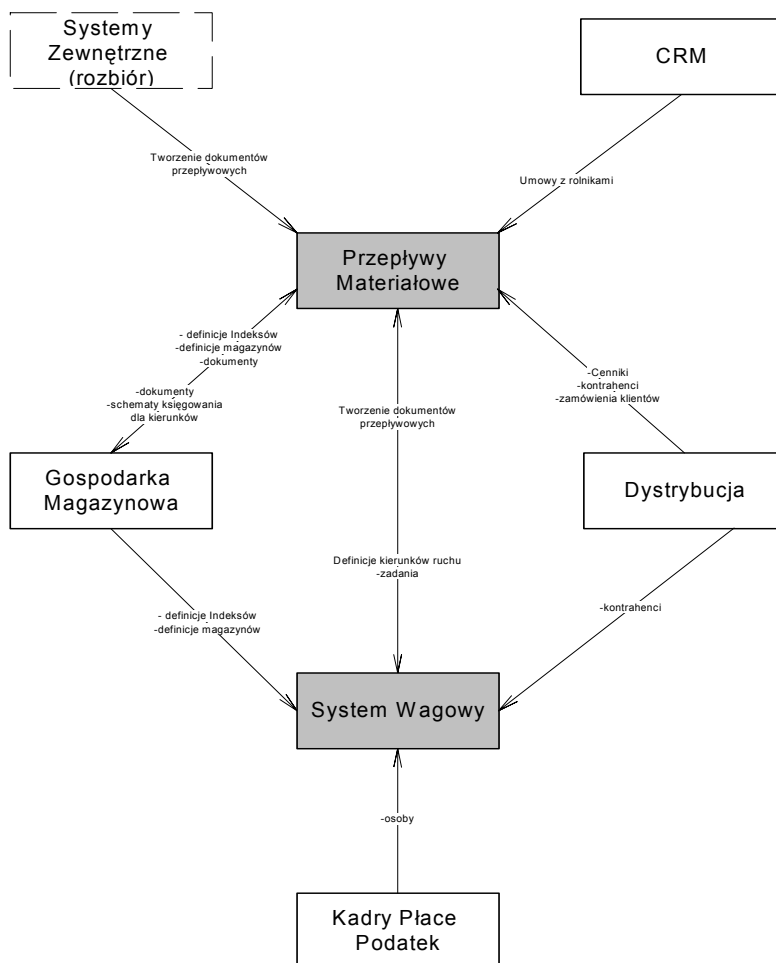 Systemy
Zewnętrzne
(rozbiór)
CRM
Tworzenie dokumentów
przepływowych
Umowy z rolnikami
Przepływy
Materiałowe
- definicje Indeksów
-definicje magazynów
-dokumenty
-dokumenty
-schematy księgowania
dla kierunków
Tworzenie dokumentów
przepływowych
-Cenniki
-kontrahenci
-zamówienia klientów
Gospodarka
Magazynowa
Dystrybucja
Definicje kierunków ruchu
-zadania
- definicje Indeksów
-definicje magazynów
-kontrahenci
System Wagowy
-osoby
Kadry Płace
Podatek